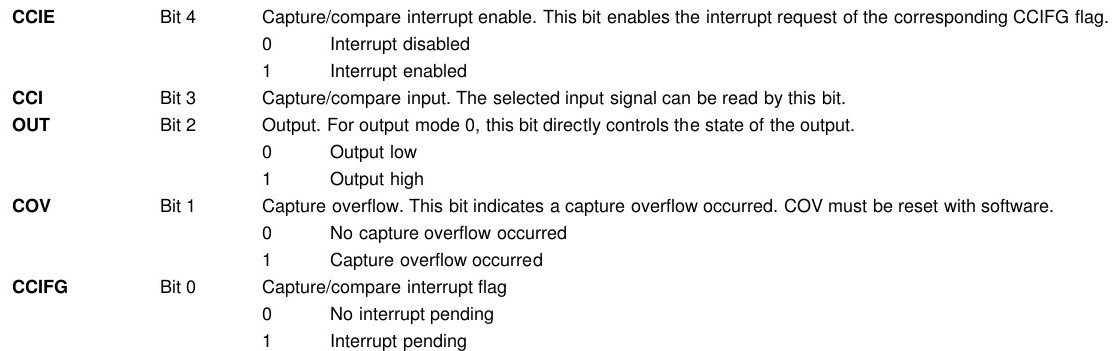 CCIE Bit 4 Capture/compare interrupt enable. This bit enables the interrupt request of the corresponding CCIFG flag.
0 Interrupt disabled
1 Interrupt enabled
CCI Bit 3 Capture/compare input. The selected input signal can be read by this bit.
OUT Bit 2 Output. For output mode 0, this bit directly controls the state of the output.
0 Output low
1 Output high
COV Bit 1 Capture overflow. This bit indicates a capture overflow occurred. COV must be reset with software.
0 No capture overflow occurred
1 Capture overflow occurred
CCIFG Bit 0 Capture/compare interrupt flag
0 No interrupt pending
1 Interrupt pending